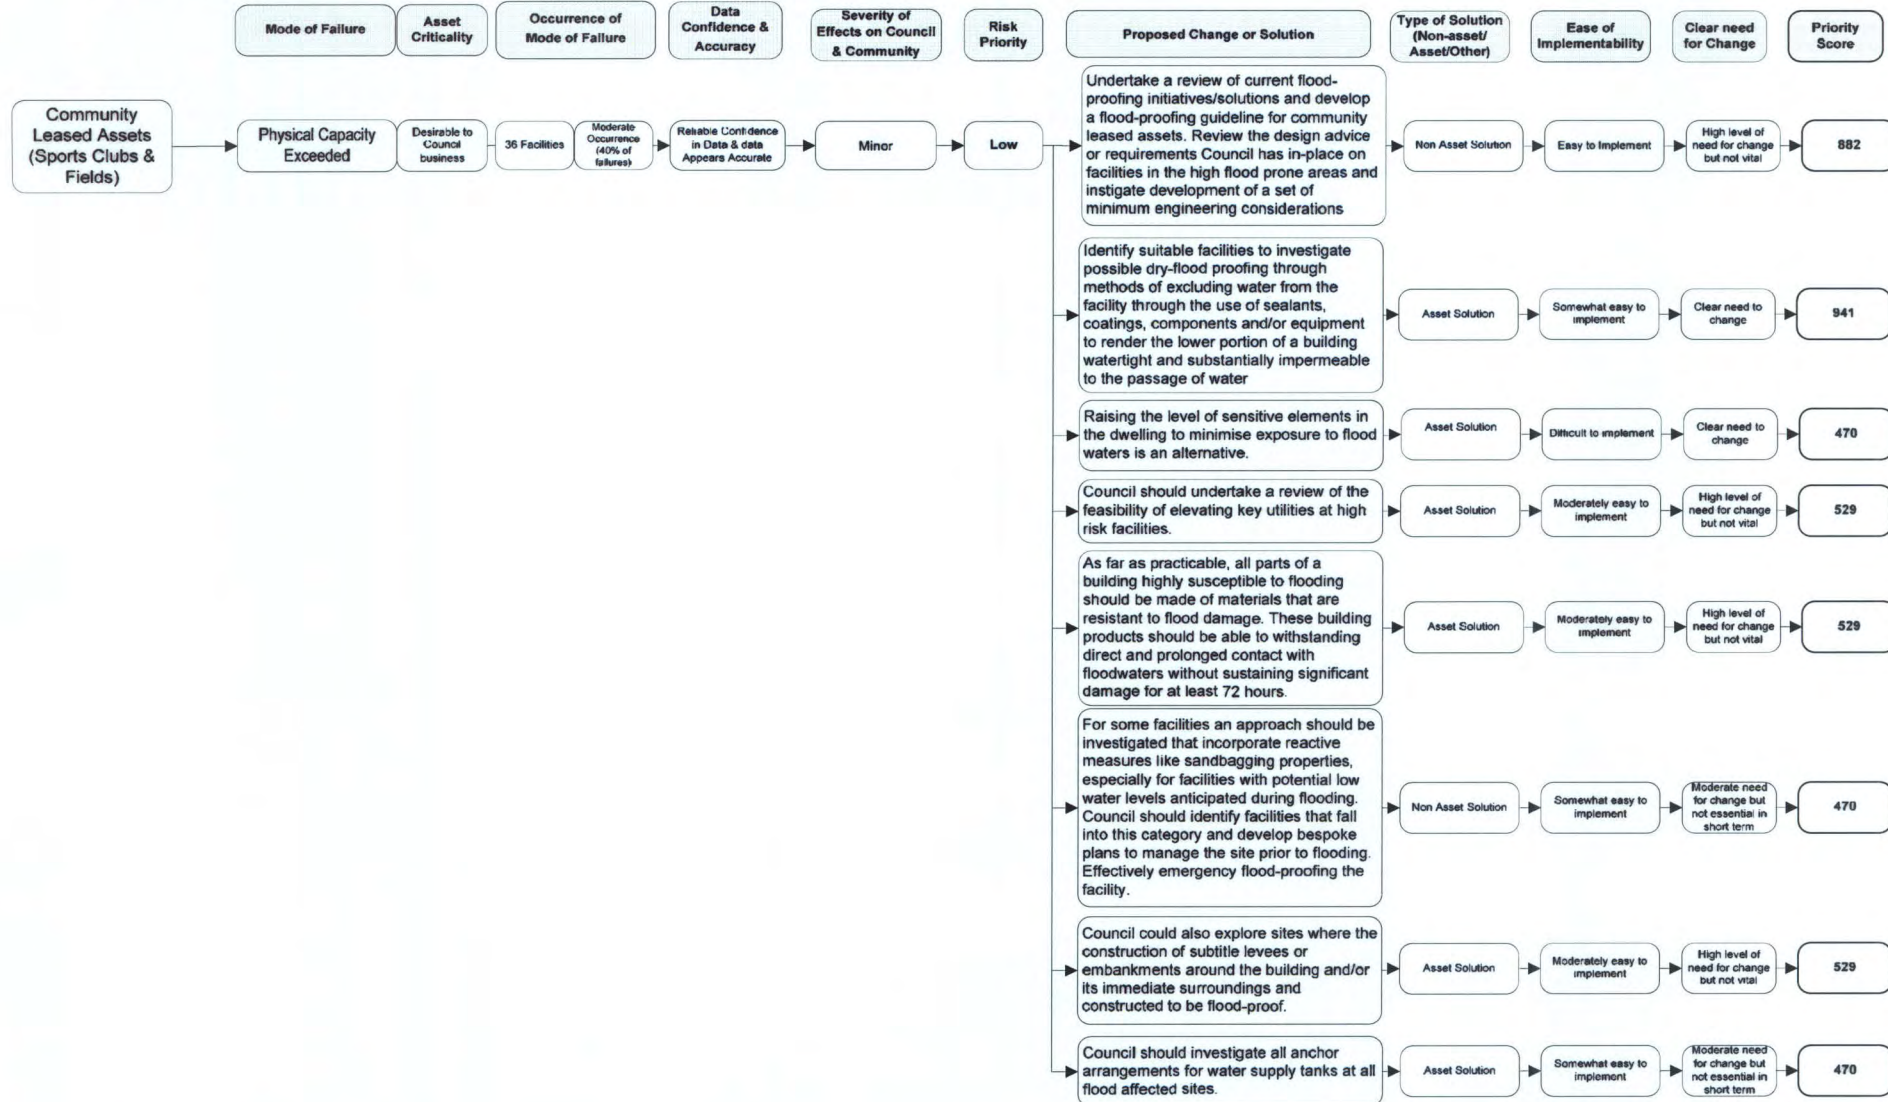 Mode of Failure
Asset
Criticality
Occurrence of
Mode of Failure
Data
Confidence &
Accuracy
Severity of
Effects on Council
& Community
Risk
Priority
Proposed Change or Solution
Type of Solution
(Non-asset/
Asset/Other)
Ease of
Implementability
Clear need
for Change
Priority
Score
Community
Leased Assets
(Sports Clubs &
Fields)
Physical Capacity
Exceeded
Desirable to
Council
business
36 Facilities
Moderate
Occurrence
(40% of
failures)
Reliable Confidence
in Data & data
Appears Accurate
Minor
Low
Undertake a review of current flood-
proofing initiatives/solutions and develop
a flood-proofing guideline for community
leased assets. Review the design advice
or requirements Council has in-place on
facilities in the high flood prone areas and
instigate development of a set of
minimum engineering considerations
Non Asset Solution
Easy to Implement
High level of
need for change
but not vital
882
Identify suitable facilities to investigate
possible dry-flood proofing through
methods of excluding water from the
facility through the use of sealants,
coatings, components and/or equipment
to render the lower portion of a building
watertight and substantially impermeable
to the passage of water
Asset Solution
Somewhat easy to
implement
Clear need to
change
941
Raising the level of sensitive elements in
the dwelling to minimise exposure to flood
waters is an alternative.
Asset Solution
Difficult to implement
Clear need to
change
470
Council should undertake a review of the
feasibility of elevating key utilities at high
risk facilities.
Asset Solution
Moderately easy to
implement
High level of
need for change
but not vital
529
As far as practicable, all parts of a
building highly susceptible to flooding
should be made of materials that are
resistant to flood damage. These building
products should be able to withstanding
direct and prolonged contact with
floodwaters without sustaining significant
damage for at least 72 hours.
Asset Solution
Moderately easy to
implement
High level of
need for change
but not vital
529
For some facilities an approach should be
investigated that incorporate reactive
measures like sandbagging properties,
especially for facilities with potential low
water levels anticipated during flooding.
Council should identify facilities that fall
into this category and develop bespoke
plans to manage the site prior to flooding.
Effectively emergency flood-proofing the
facility.
Non Asset Solution
Somewhat easy to
implement
Moderate need
for change but
not essential in
short term
470
Council could also explore sites where the
construction of subtitle levees or
embankments around the building and/or
its immediate surroundings and
constructed to be flood-proof.
Asset Solution
Moderately easy to
implement
High level of
need for change
but not vital
529
Council should investigate all anchor
arrangements for water supply tanks at all
flood affected sites.
Asset Solution
Somewhat easy to
implement
Moderate need
for change but
not essential in
short term
470